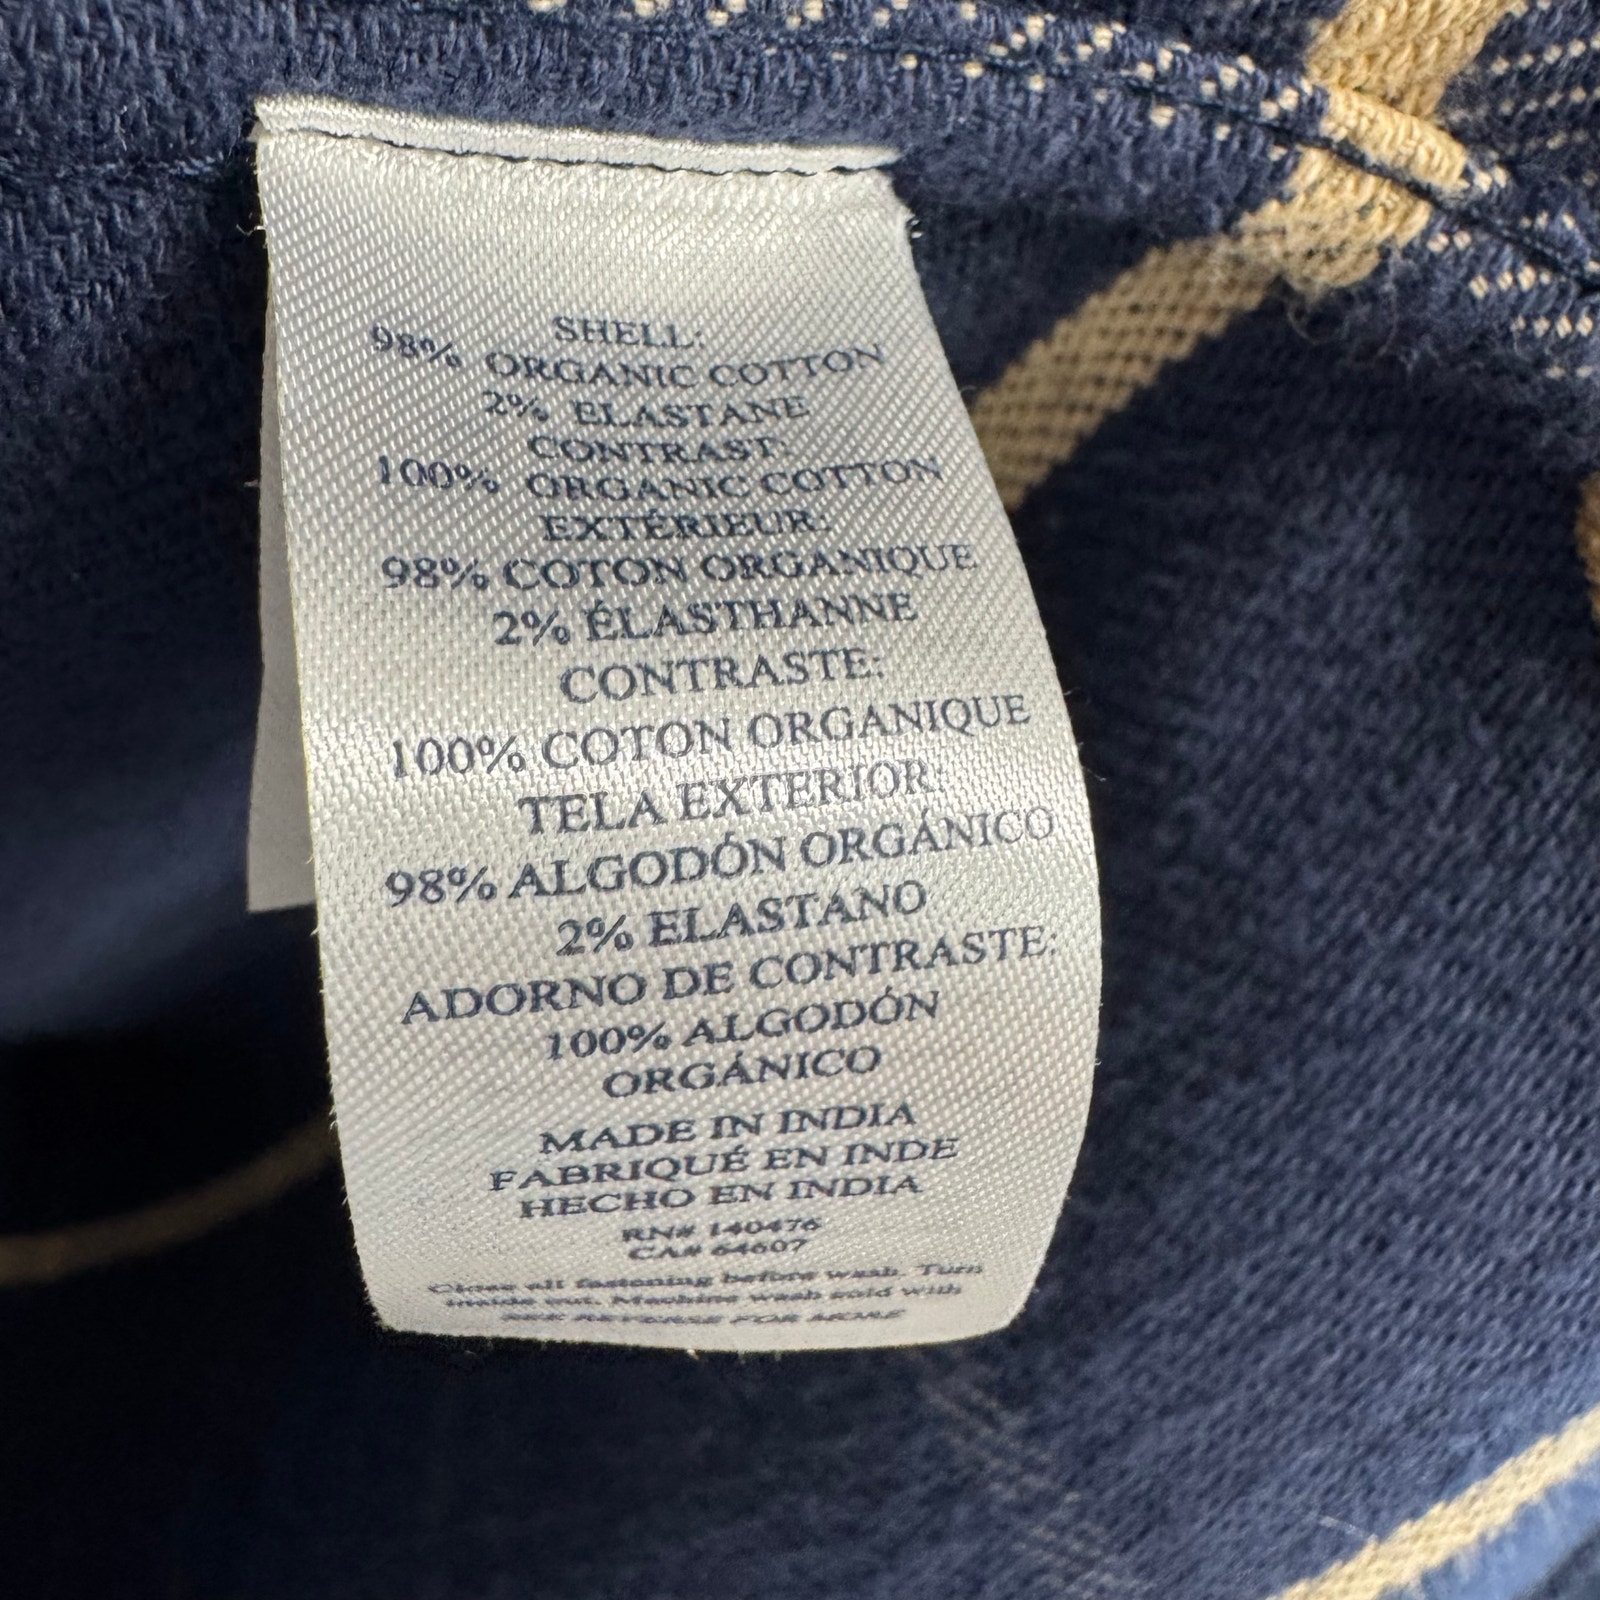 SHELL:
98% ORGANIC COTTON
2% ELASTANE
CONTRAST:
100% ORGANIC COTTON
EXTÉRIEUR:
98% COTON ORGANIQUE
2% ÉLASTHANNE
CONTRASTE:
100% COTON ORGANIQUE
TELA EXTERIOR:
98% ALGODÓN ORGÁNICO
2% ELASTANO
ADORNO DE CONTRASTE:
100% ALGODÓN
ORGÁNICO
MADE IN INDIA
FABRIQUÉ EN INDE
HECHO EN INDIA
RN# 140476
CA# 64607
Close all fastening before wash. Turn
inside out. Machine wash cold with
SEE REVERSE FOR MORE